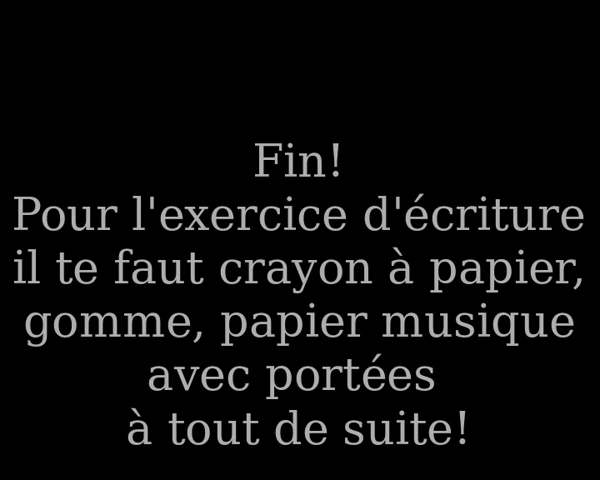 Fin!
Pour l'exercice d'écriture
il te faut crayon à papier,
gomme, papier musique
avec portées
à tout de suite!